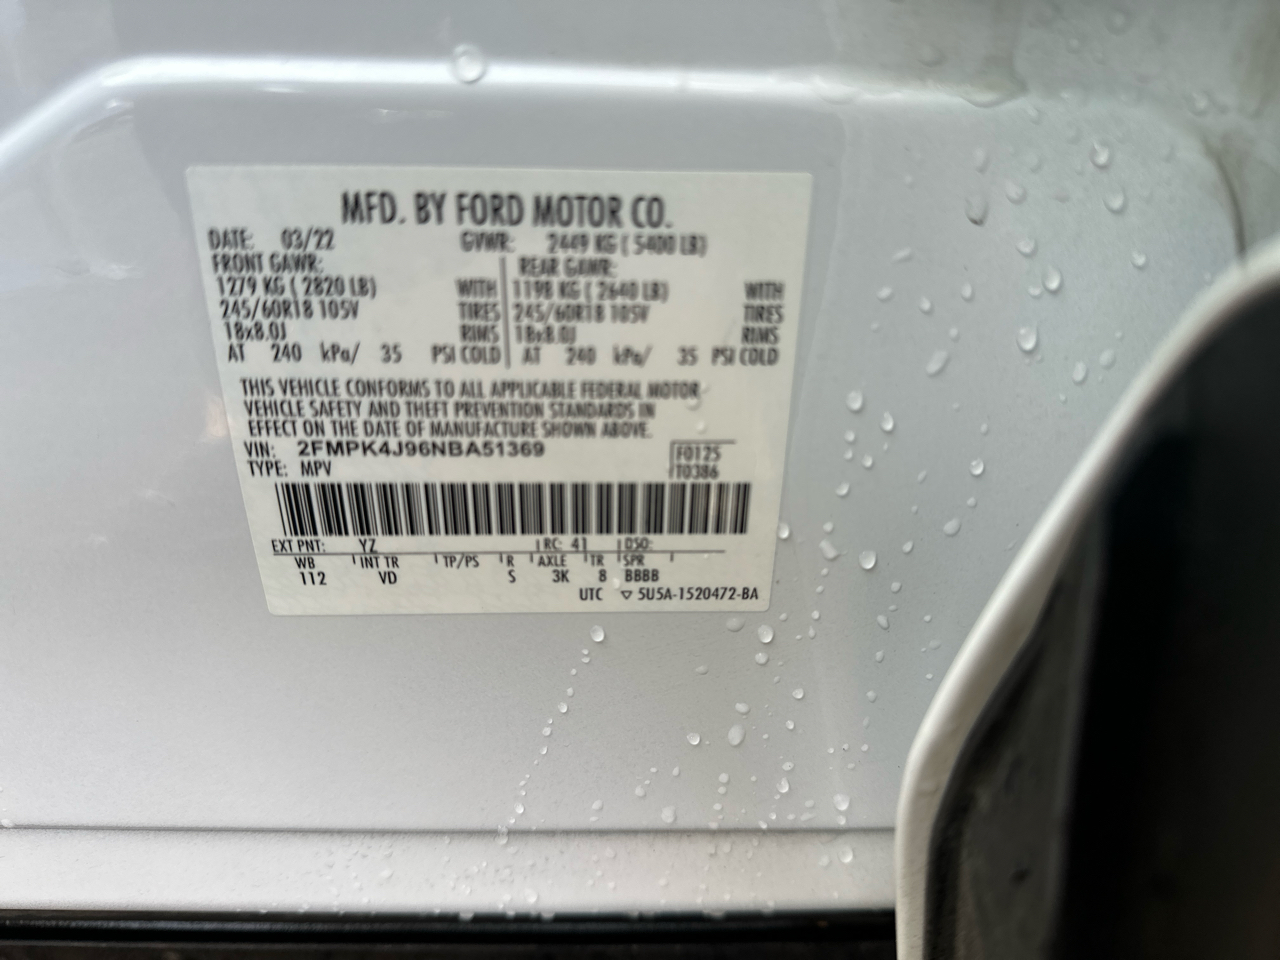 MFD. BY FORD MOTOR CO.
DATE: 03/22 GVWR: 2449 KG ( 5400 LB)
FRONT GAWR: REAR GAWR:
1279 KG ( 2820 LB) WITH 1198 KG ( 2640 LB) WITH
245/60R18 105V TIRES 245/60R18 105V TIRES
18x8.0J RIMS 18x8.0J RIMS
AT 240 kPa/ 35 PSI COLD AT 240 kPa/ 35 PSI COLD
THIS VEHICLE CONFORMS TO ALL APPLICABLE FEDERAL MOTOR
VEHICLE SAFETY AND THEFT PREVENTION STANDARDS IN
EFFECT ON THE DATE OF MANUFACTURE SHOWN ABOVE.
VIN: 2FMPK4J96NBA51369 F0125
TYPE: MPV T0386
EXT PNT: YZ RC: 41 DSO:
WB INT TR TP/PS R AXLE TR SPR
112 VD S 3K 8 BBBB
UTC ▽ 5U5A-1520472-BA